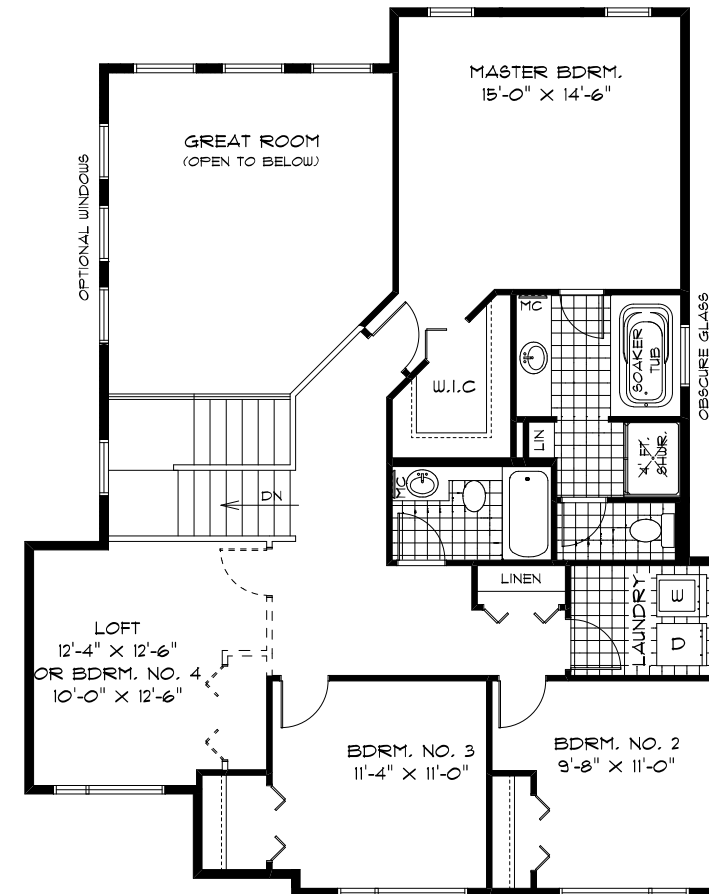 MASTER BDRM.
15'-0" X 14'-6"
GREAT ROOM
(OPEN TO BELOW)
OPTIONAL WINDOWS
OBSCURE GLASS
MC
SOAKER
TUB
W.I.C
LIN
4' FT.
SHWR.
MC
DN
LINEN
LAUNDRY
W
D
LOFT
12'-4" X 12'-6"
OR BDRM. NO. 4
10'-0" X 12'-6"
BDRM. NO. 3
11'-4" X 11'-0"
BDRM. NO. 2
9'-8" X 11'-0"